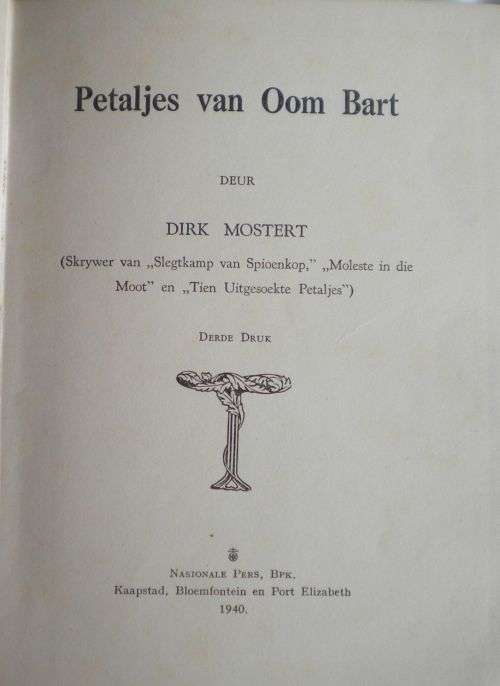 Petaljes van Oom Bart
DEUR
DIRK MOSTERT
(Skrywer van „Slegtkamp van Spioenkop,” „Moleste in die
Moot” en „Tien Uitgesoekte Petaljes”)
DERDE DRUK
NASIONALE PERS, BPK.
Kaapstad, Bloemfontein en Port Elizabeth
1940.